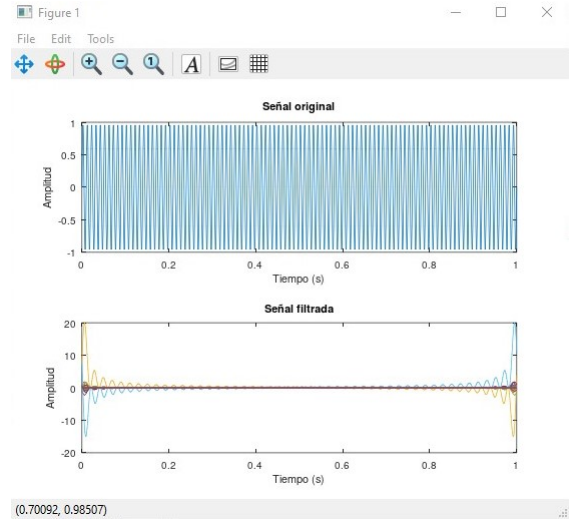 Figure 1
File Edit Tools
1 A
Señal original
1
0.5
0
-0.5
-1
Amplitud
0 0.2 0.4 0.6 0.8 1
Tiempo (s)
Señal filtrada
20
10
0
-10
-20
Amplitud
0 0.2 0.4 0.6 0.8 1
Tiempo (s)
(0.70092, 0.98507)